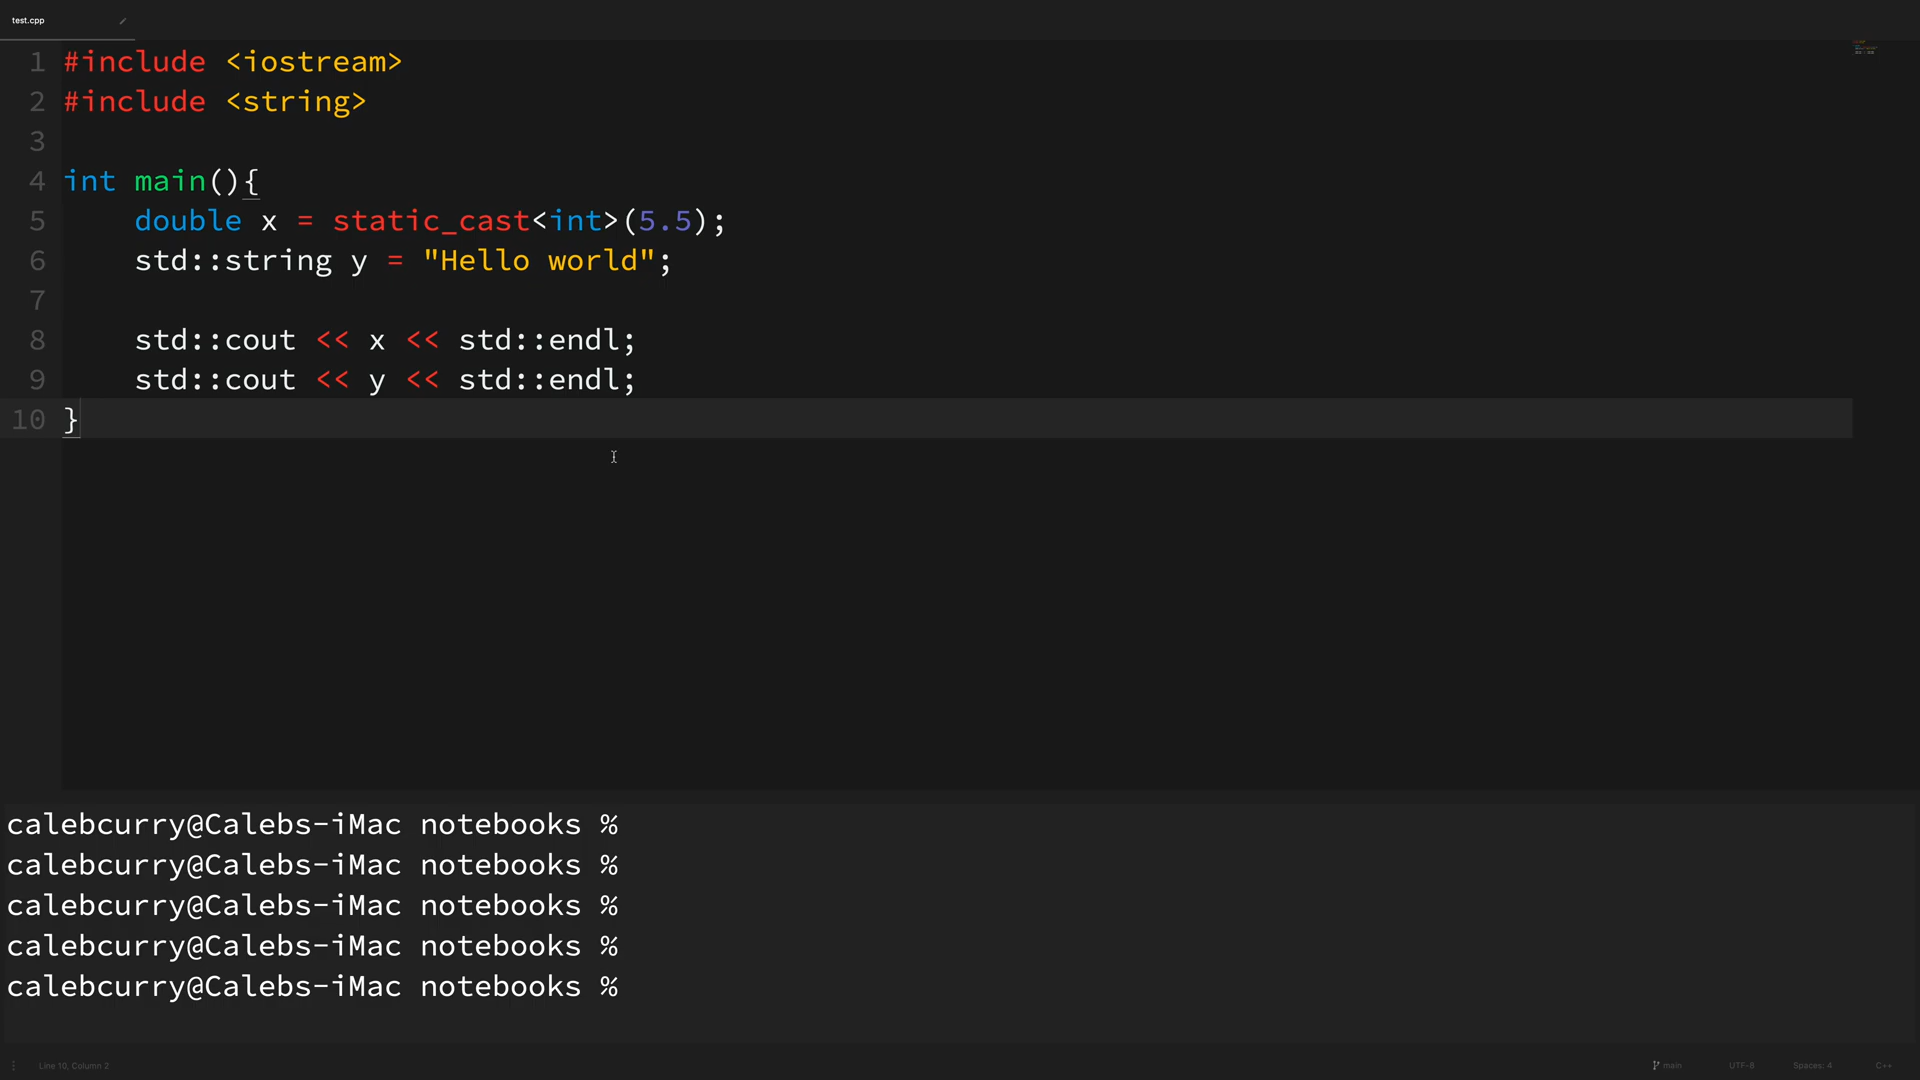 test.cpp
1 #include <iostream>
2 #include <string>
3
4 int main(){
5     double x = static_cast<int>(5.5);
6     std::string y = "Hello world";
7
8     std::cout << x << std::endl;
9     std::cout << y << std::endl;
10 }
calebcurry@Calebs-iMac notebooks %
calebcurry@Calebs-iMac notebooks %
calebcurry@Calebs-iMac notebooks %
calebcurry@Calebs-iMac notebooks %
calebcurry@Calebs-iMac notebooks %
Line 10, Column 2 main UTF-8 Spaces: 4 C++